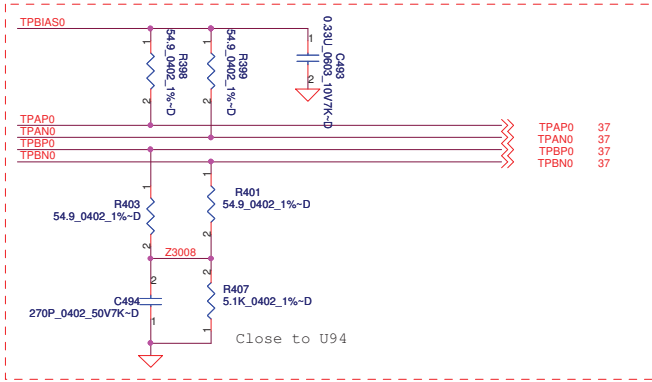 TPBIAS0
1
1
1
R398
54.9_0402_1%~D
R399
54.9_0402_1%~D
C493
0.33U_0603_10V7K~D
2
2
2
TPAP0
TPAN0
TPBP0
TPBN0
TPAP0 37
TPAN0 37
TPBP0 37
TPBN0 37
1
1
R403
54.9_0402_1%~D
R401
54.9_0402_1%~D
2
2
Z3008
2
2
C494
270P_0402_50V7K~D
R407
5.1K_0402_1%~D
1
1
Close to U94